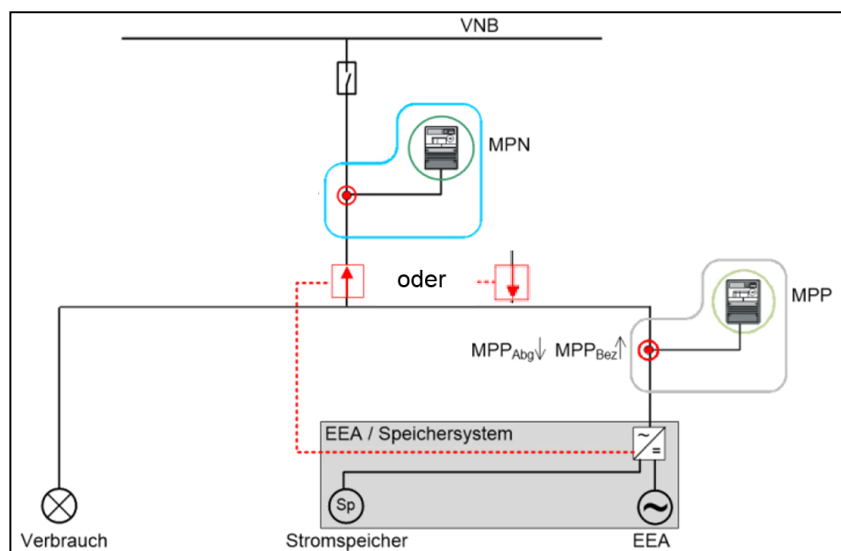 VNB
MPN
oder
MPP
MPPAbg↓ MPPBez↑
EEA / Speichersystem
~
=
Sp
~
Verbrauch
Stromspeicher
EEA